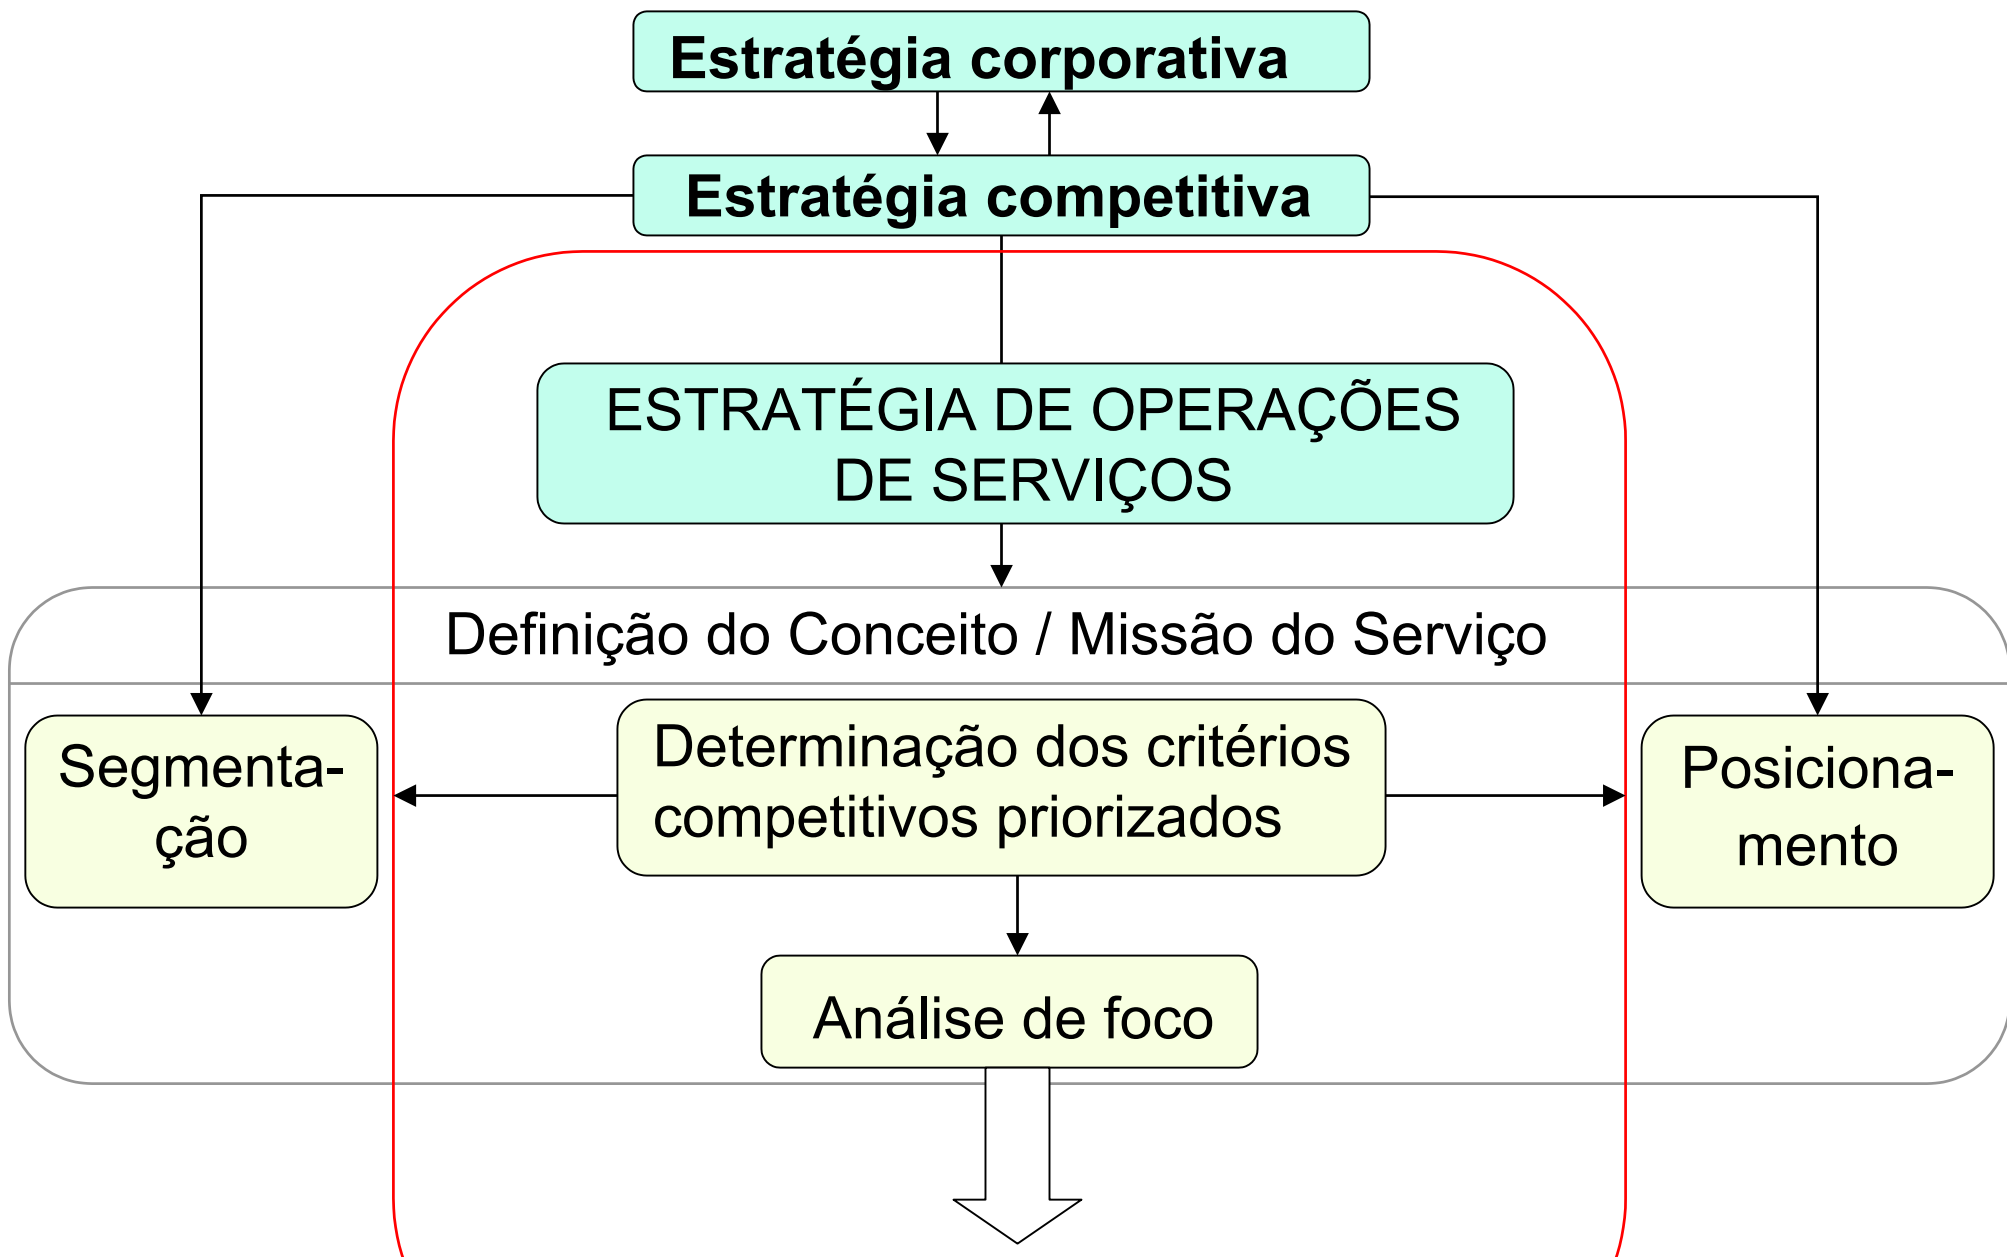 Estratégia corporativa
Estratégia competitiva
ESTRATÉGIA DE OPERAÇÕES
DE SERVIÇOS
Definição do Conceito / Missão do Serviço
Segmenta-
ção
Determinação dos critérios
competitivos priorizados
Posiciona-
mento
Análise de foco